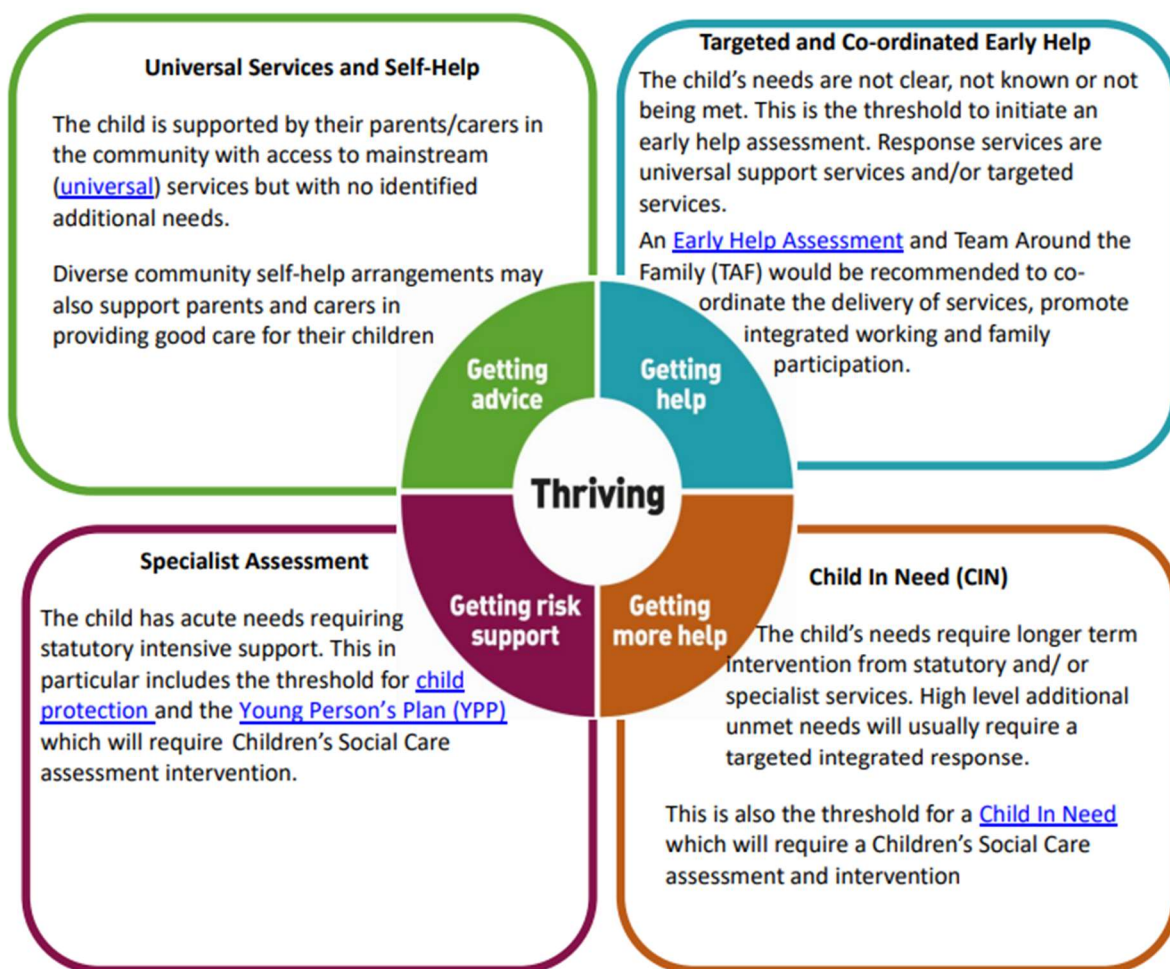 Universal Services and Self-Help
The child is supported by their parents/carers in
the community with access to mainstream
(universal) services but with no identified
additional needs.
Diverse community self-help arrangements may
also support parents and carers in
providing good care for their children
Targeted and Co-ordinated Early Help
The child's needs are not clear, not known or not
being met. This is the threshold to initiate an
early help assessment. Response services are
universal support services and/or targeted
services.
An Early Help Assessment and Team Around the
Family (TAF) would be recommended to co-
ordinate the delivery of services, promote
integrated working and family
participation.
Getting
advice
Getting
help
Thriving
Getting risk
support
Getting
more help
Specialist Assessment
The child has acute needs requiring
statutory intensive support. This in
particular includes the threshold for child
protection and the Young Person's Plan (YPP)
which will require Children's Social Care
assessment intervention.
Child In Need (CIN)
The child's needs require longer term
intervention from statutory and/ or
specialist services. High level additional
unmet needs will usually require a
targeted integrated response.
This is also the threshold for a Child In Need
which will require a Children's Social Care
assessment and intervention